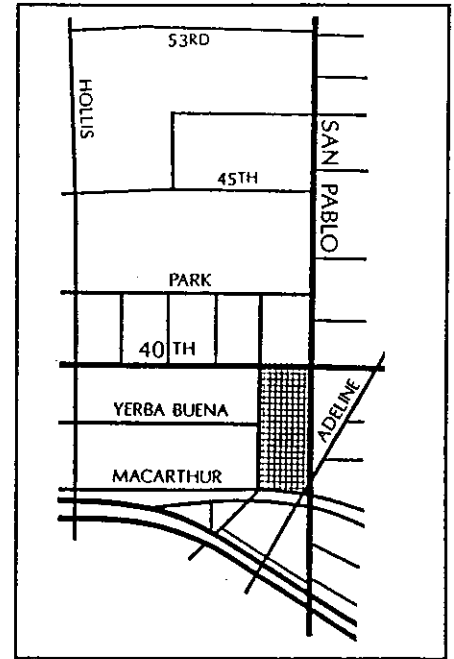 53RD
HOLLIS
SAN PABLO
45TH
PARK
40TH
ADELINE
YERBA BUENA
MACARTHUR